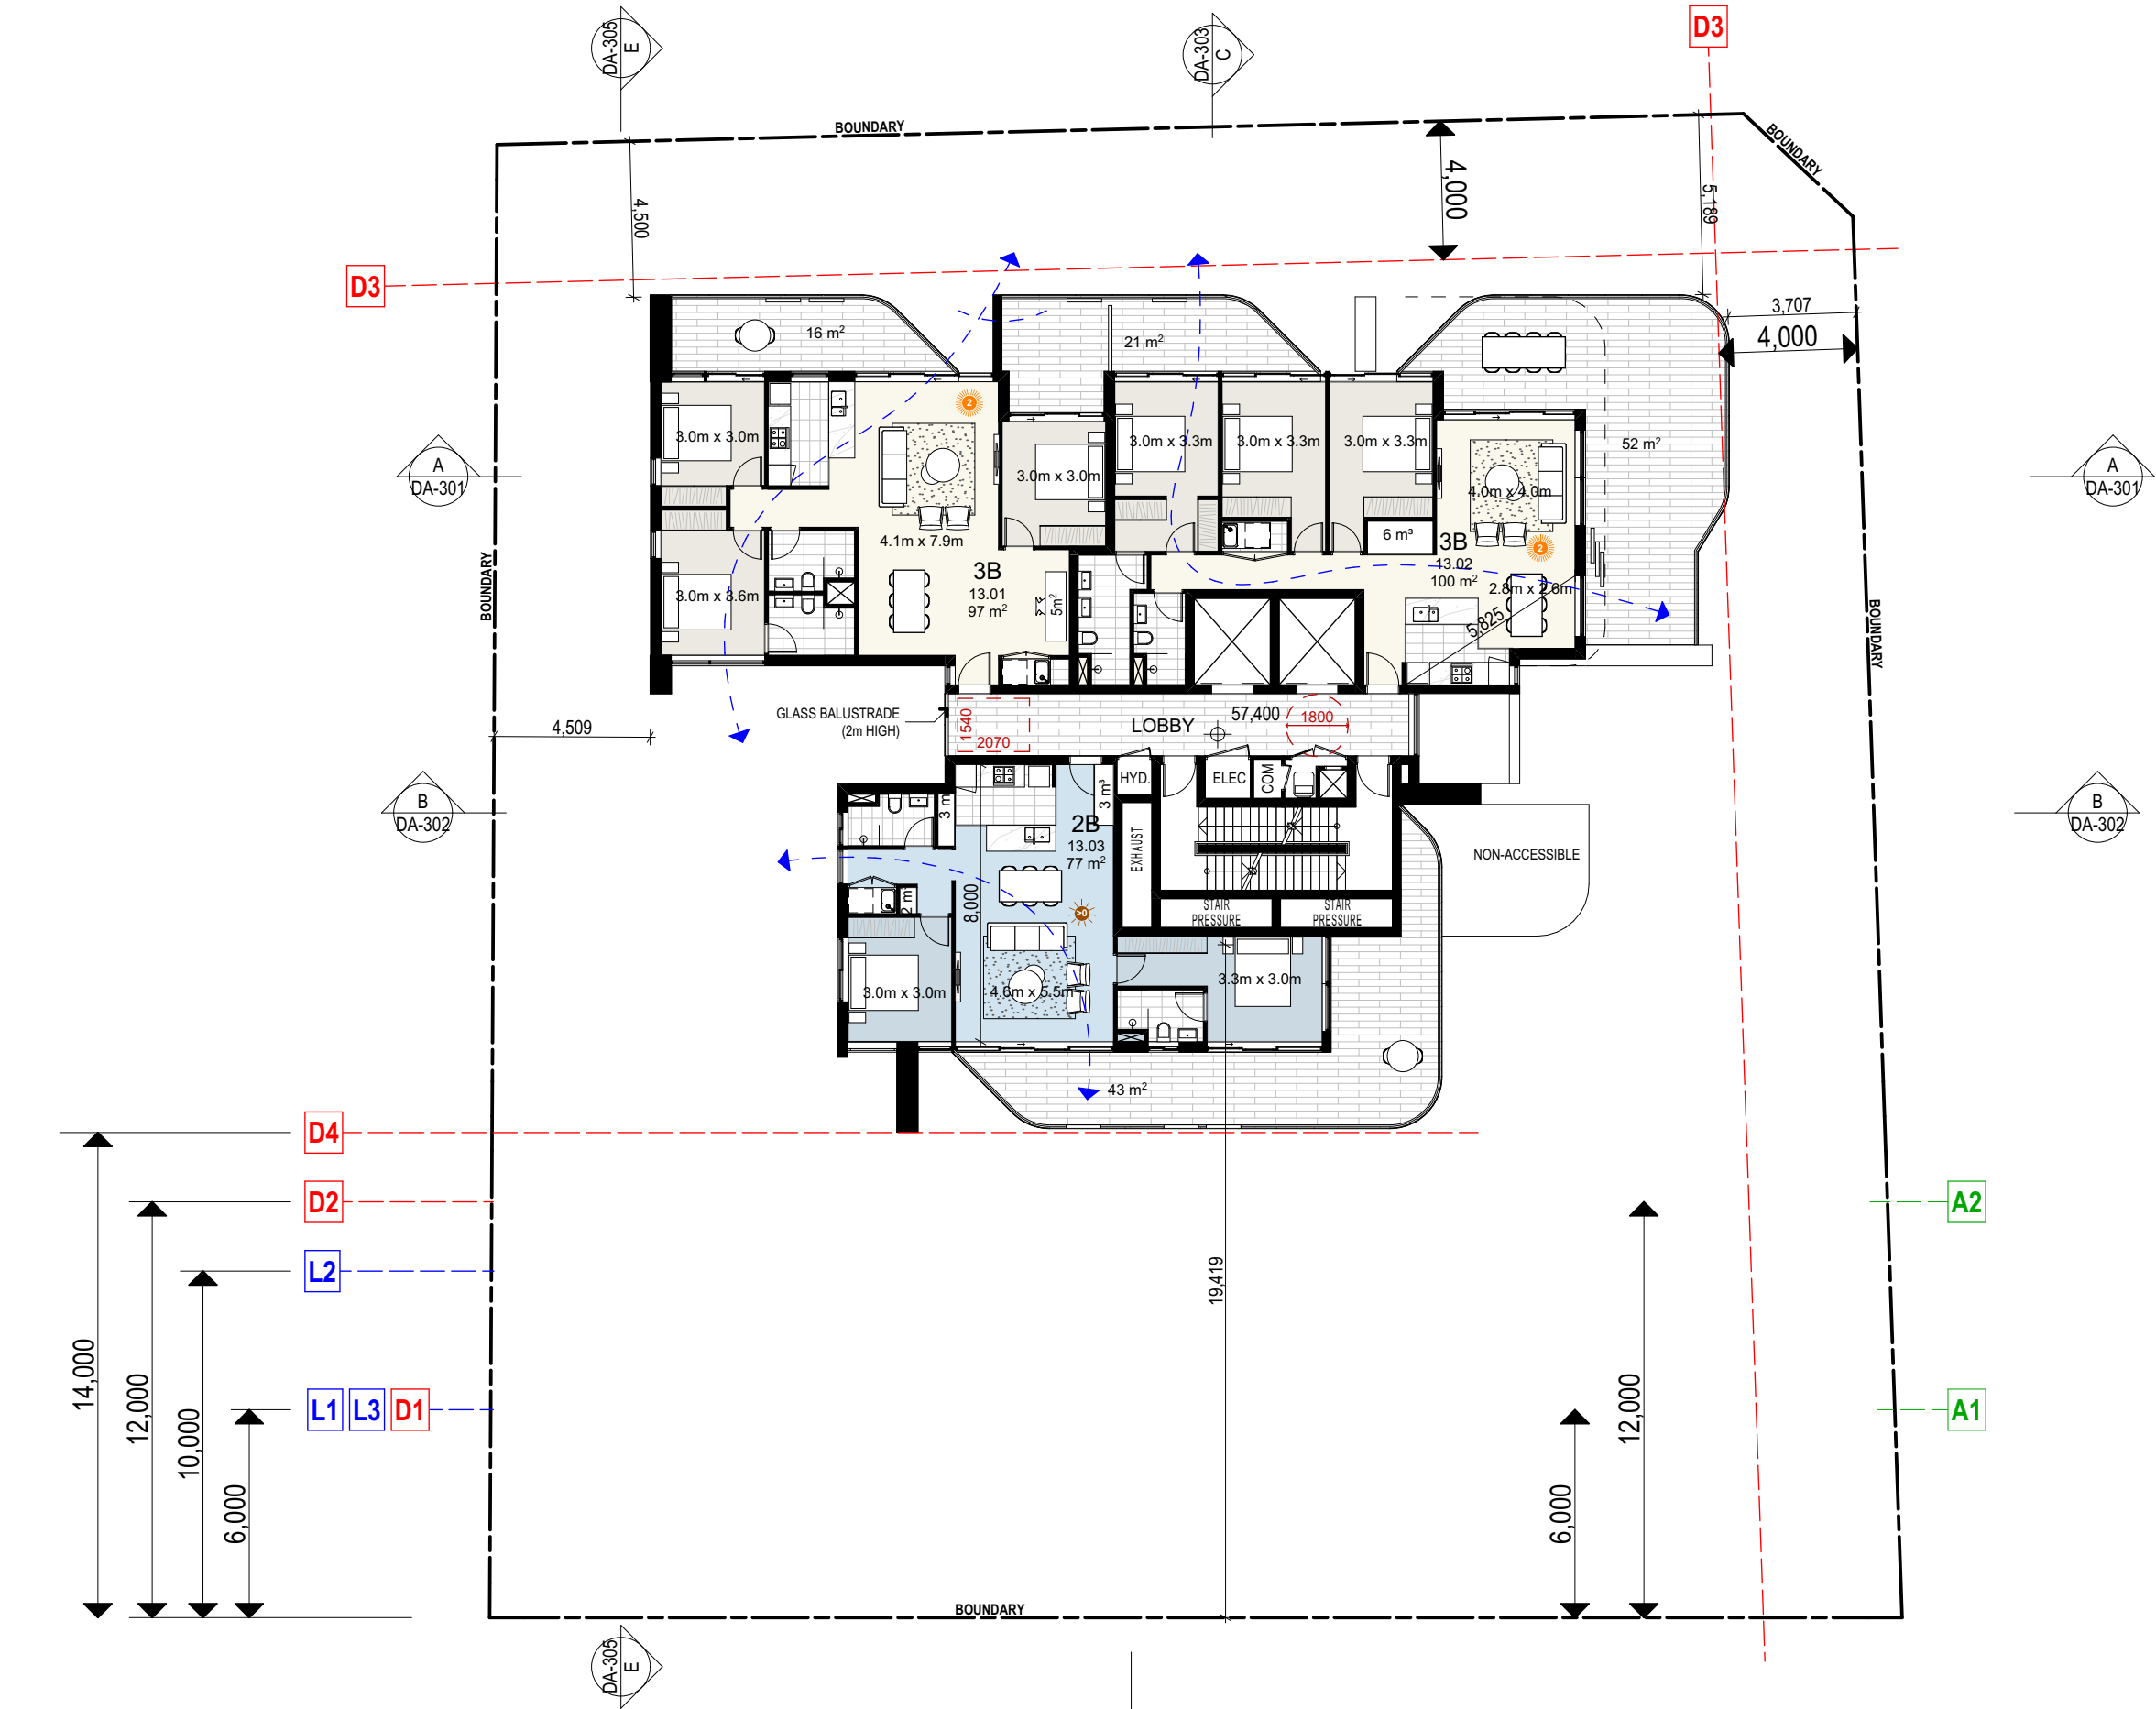 DA-305
E
DA-303
C
D3
BOUNDARY
BOUNDARY
4,500
4,000
5,189
D3
3,707
4,000
16 m²
21 m²
2
3.0m x 3.0m
3.0m x 3.0m
3.0m x 3.3m
3.0m x 3.3m
3.0m x 3.3m
4.0m x 4.0m
52 m²
A
DA-301
A
DA-301
4.1m x 7.9m
6 m³
3B
13.01
97 m²
5m²
3.0m x 3.6m
3B
13.02
100 m²
2
2.8m x 2.6m
5,825
BOUNDARY
BOUNDARY
GLASS BALUSTRADE
(2m HIGH)
4,509
1540
2070
LOBBY
57,400
1800
B
DA-302
B
DA-302
3 m
3 m³
HYD.
ELEC
COM
2B
13.03
77 m²
EXHAUST
NON-ACCESSIBLE
2 m
8,000
>0
STAIR
PRESSURE
STAIR
PRESSURE
3.0m x 3.0m
4.6m x 5.5m
3.3m x 3.0m
43 m²
D4
D2
A2
L2
19,419
14,000
12,000
10,000
6,000
L1 L3 D1
12,000
6,000
A1
BOUNDARY
DA-305
E